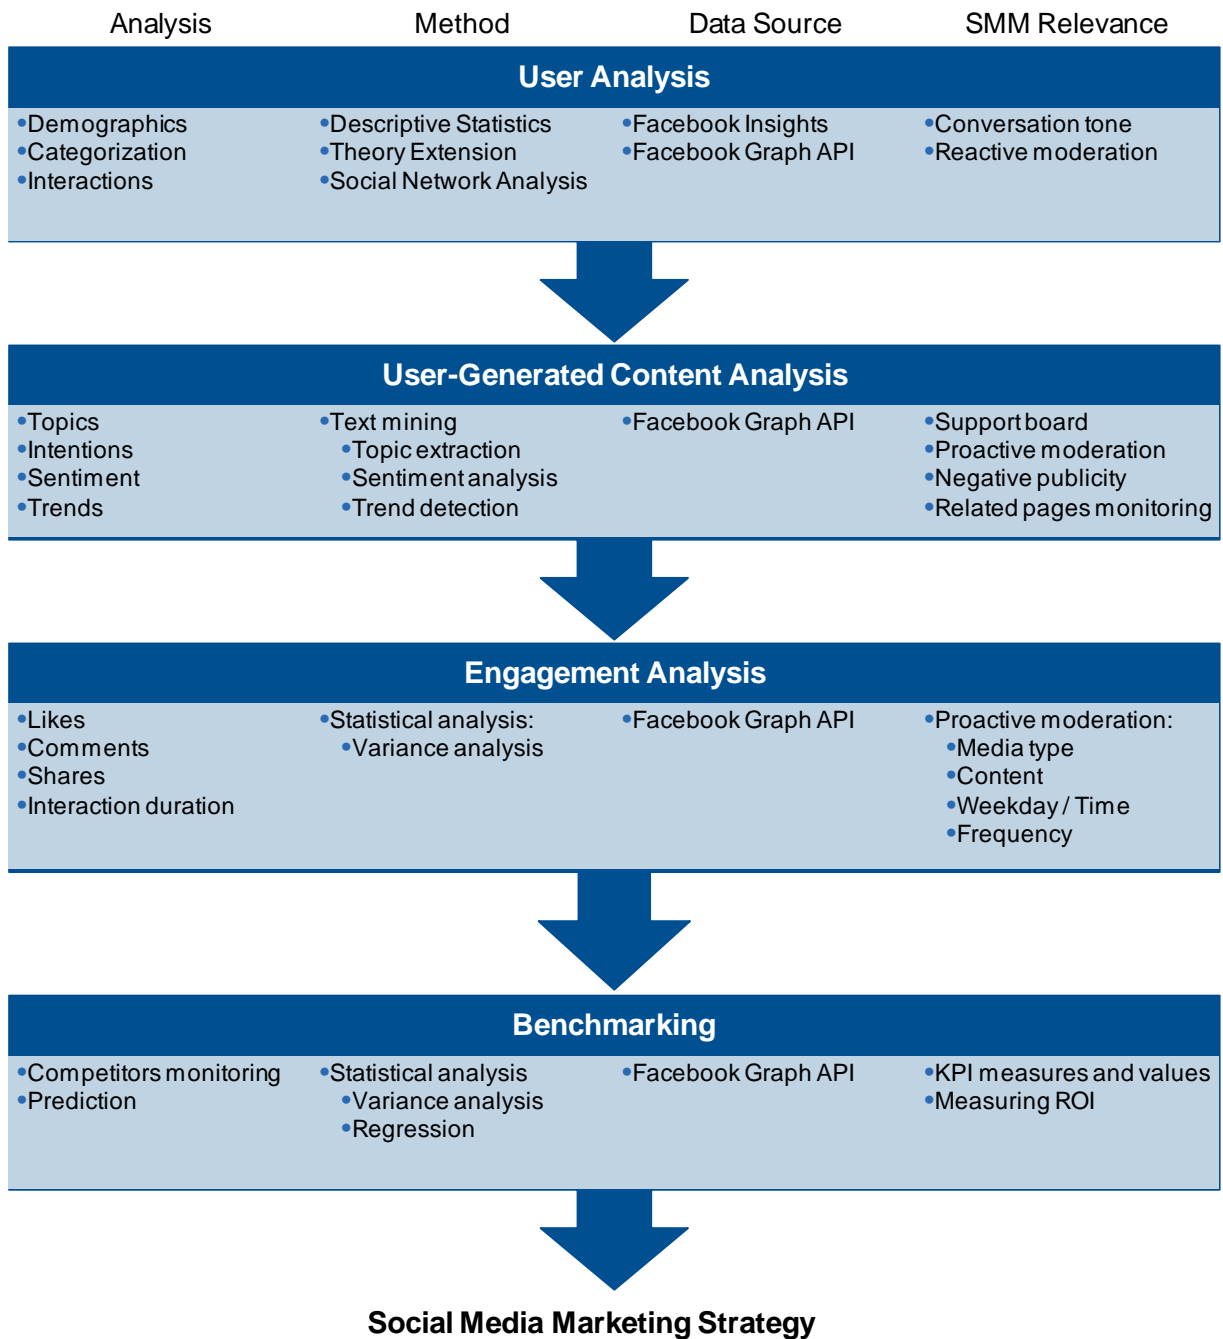 Analysis Method Data Source SMM Relevance
User Analysis
•Demographics •Descriptive Statistics •Facebook Insights •Conversation tone
•Categorization •Theory Extension •Facebook Graph API •Reactive moderation
•Interactions •Social Network Analysis
User-Generated Content Analysis
•Topics •Text mining •Facebook Graph API •Support board
•Intentions •Topic extraction •Proactive moderation
•Sentiment •Sentiment analysis •Negative publicity
•Trends •Trend detection •Related pages monitoring
Engagement Analysis
•Likes •Statistical analysis: •Facebook Graph API •Proactive moderation:
•Comments •Variance analysis •Media type
•Shares •Content
•Interaction duration •Weekday / Time
•Frequency
Benchmarking
•Competitors monitoring •Statistical analysis •Facebook Graph API •KPI measures and values
•Prediction •Variance analysis •Measuring ROI
•Regression
Social Media Marketing Strategy